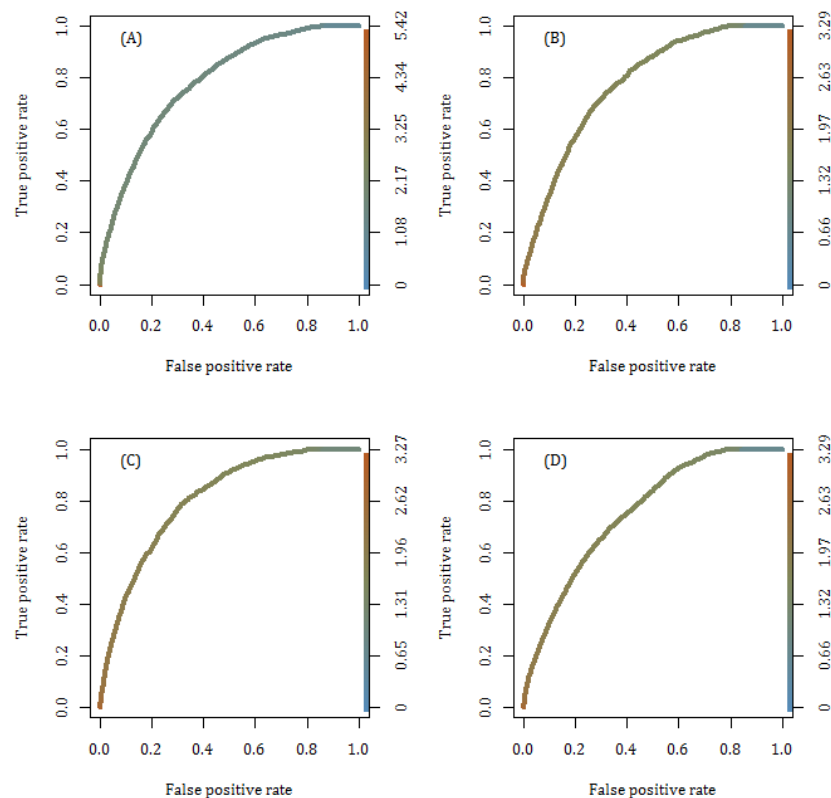 (A)
True positive rate
0.0 0.2 0.4 0.6 0.8 1.0
0 1.08 2.17 3.25 4.34 5.42
0.0 0.2 0.4 0.6 0.8 1.0
False positive rate
(B)
True positive rate
0.0 0.2 0.4 0.6 0.8 1.0
0 0.66 1.32 1.97 2.63 3.29
0.0 0.2 0.4 0.6 0.8 1.0
False positive rate
(C)
True positive rate
0.0 0.2 0.4 0.6 0.8 1.0
0 0.65 1.31 1.96 2.62 3.27
0.0 0.2 0.4 0.6 0.8 1.0
False positive rate
(D)
True positive rate
0.0 0.2 0.4 0.6 0.8 1.0
0 0.66 1.32 1.97 2.63 3.29
0.0 0.2 0.4 0.6 0.8 1.0
False positive rate